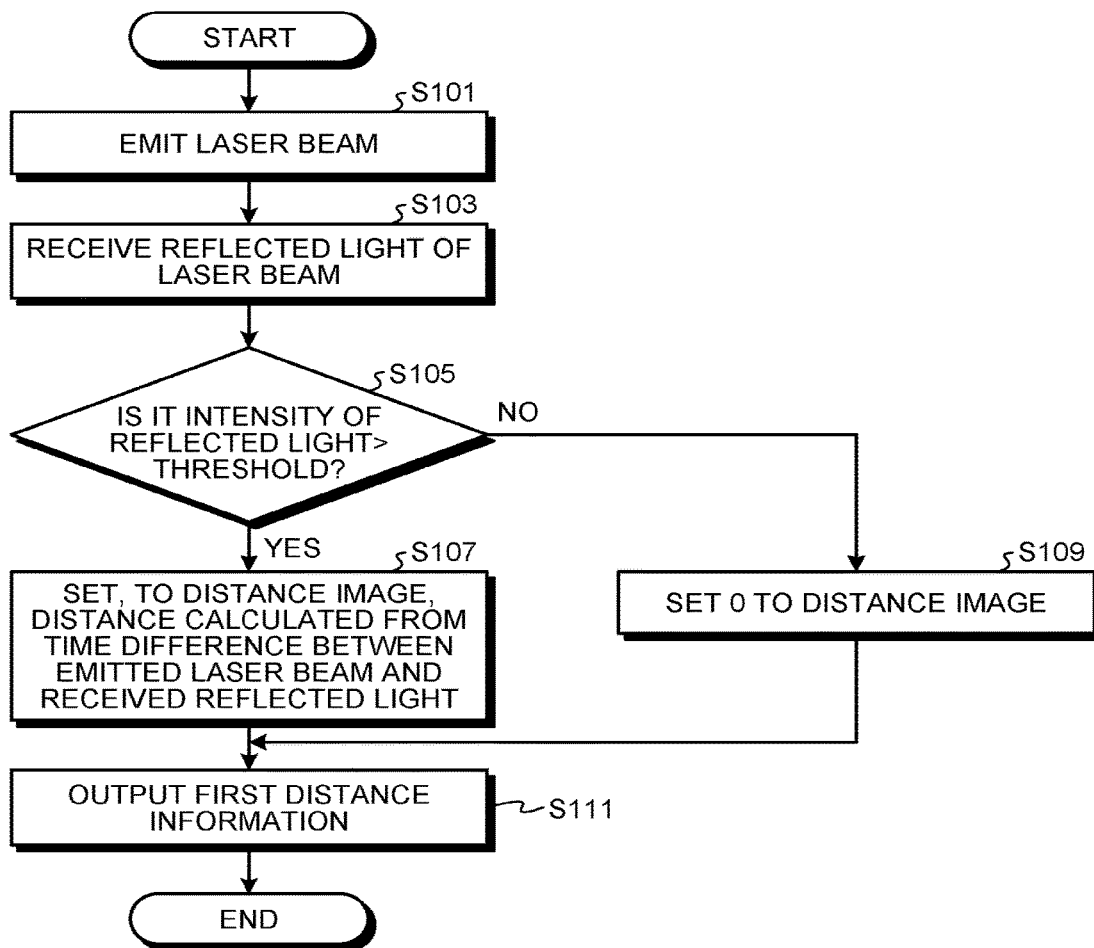 START
S101
EMIT LASER BEAM
S103
RECEIVE REFLECTED LIGHT OF
LASER BEAM
S105
IS IT INTENSITY OF
REFLECTED LIGHT>
THRESHOLD?
NO
YES
S107
SET, TO DISTANCE IMAGE,
DISTANCE CALCULATED FROM
TIME DIFFERENCE BETWEEN
EMITTED LASER BEAM AND
RECEIVED REFLECTED LIGHT
S109
SET 0 TO DISTANCE IMAGE
OUTPUT FIRST DISTANCE
INFORMATION
S111
END